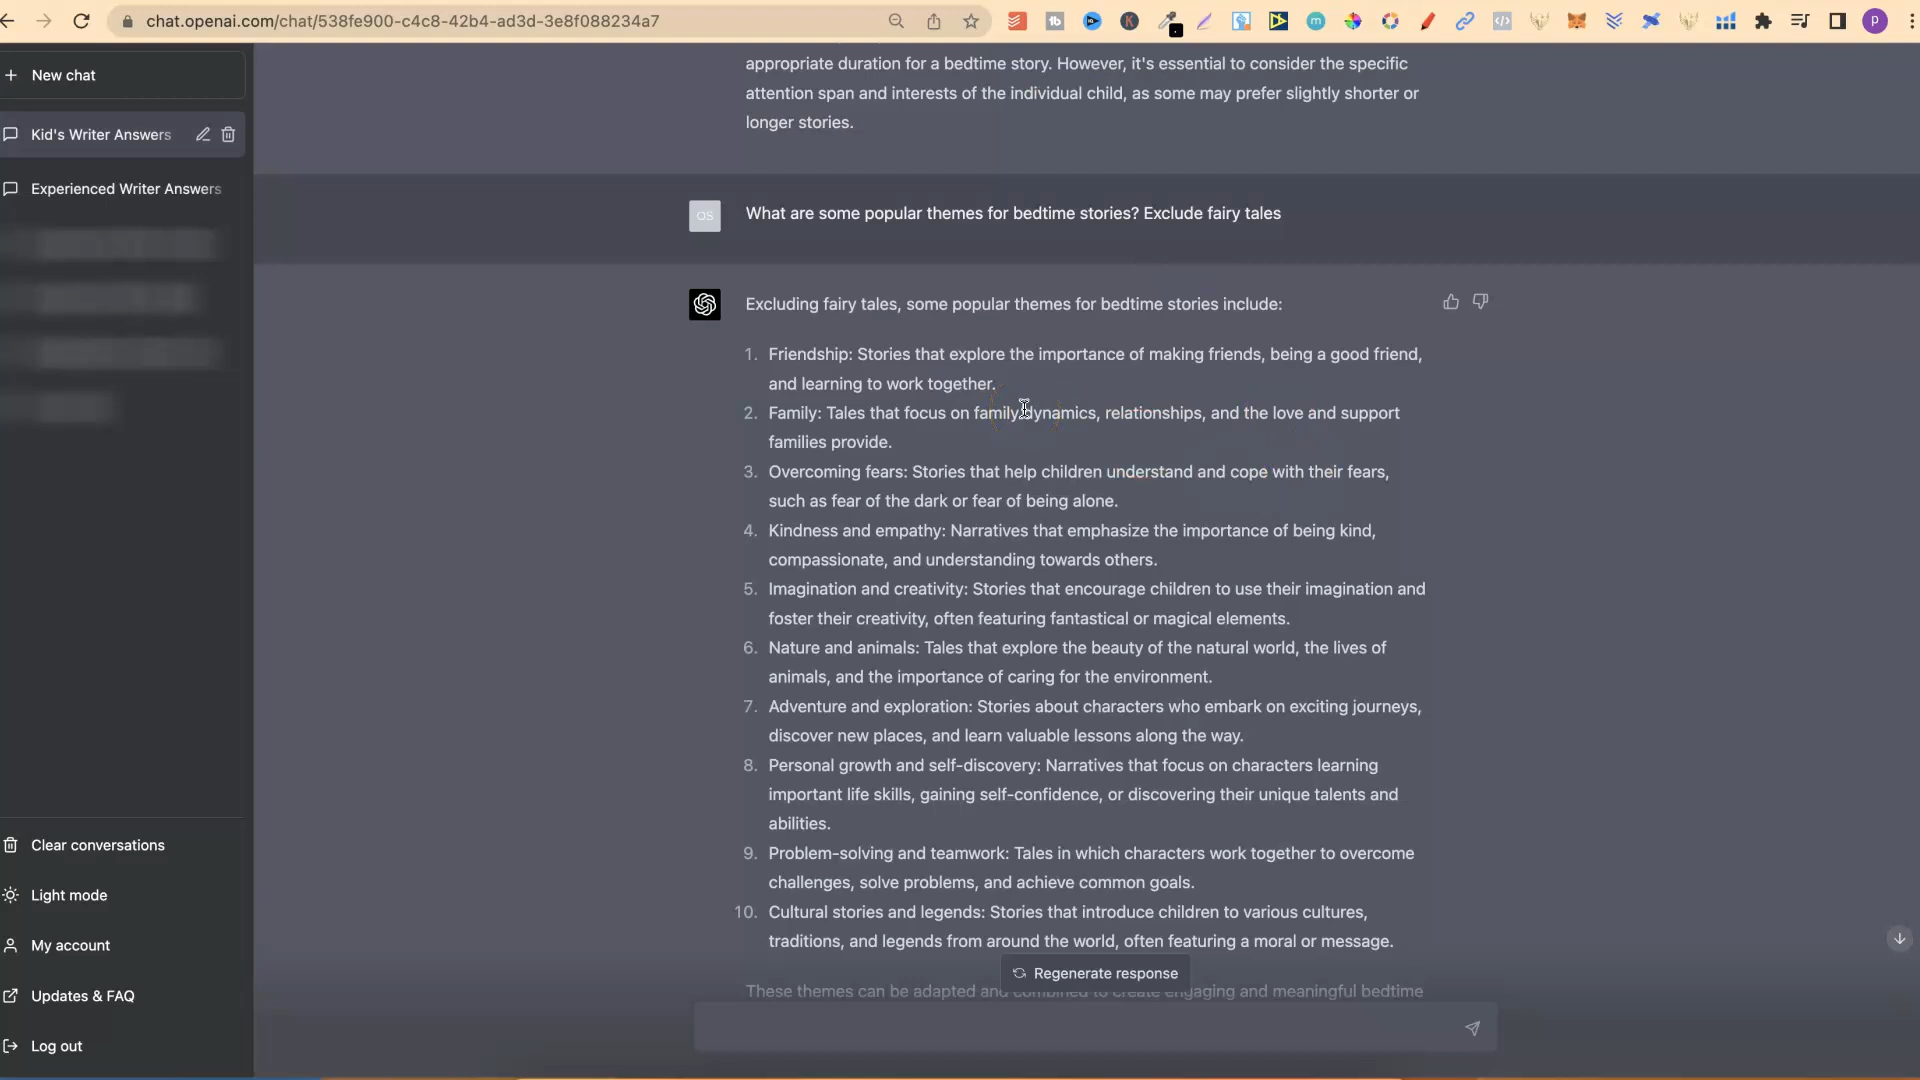 chat.openai.com/chat/538fe900-c4c8-42b4-ad3d-3e8f088234a7
New chat
Kid's Writer Answers
Experienced Writer Answers
Clear conversations
Light mode
My account
Updates & FAQ
Log out
appropriate duration for a bedtime story. However, it's essential to consider the specific
attention span and interests of the individual child, as some may prefer slightly shorter or
longer stories.
OS
What are some popular themes for bedtime stories? Exclude fairy tales
Excluding fairy tales, some popular themes for bedtime stories include:
1. Friendship: Stories that explore the importance of making friends, being a good friend,
and learning to work together.
2. Family: Tales that focus on family dynamics, relationships, and the love and support
families provide.
3. Overcoming fears: Stories that help children understand and cope with their fears,
such as fear of the dark or fear of being alone.
4. Kindness and empathy: Narratives that emphasize the importance of being kind,
compassionate, and understanding towards others.
5. Imagination and creativity: Stories that encourage children to use their imagination and
foster their creativity, often featuring fantastical or magical elements.
6. Nature and animals: Tales that explore the beauty of the natural world, the lives of
animals, and the importance of caring for the environment.
7. Adventure and exploration: Stories about characters who embark on exciting journeys,
discover new places, and learn valuable lessons along the way.
8. Personal growth and self-discovery: Narratives that focus on characters learning
important life skills, gaining self-confidence, or discovering their unique talents and
abilities.
9. Problem-solving and teamwork: Tales in which characters work together to overcome
challenges, solve problems, and achieve common goals.
10. Cultural stories and legends: Stories that introduce children to various cultures,
traditions, and legends from around the world, often featuring a moral or message.
Regenerate response
These themes can be adapted and combined to create engaging and meaningful bedtime